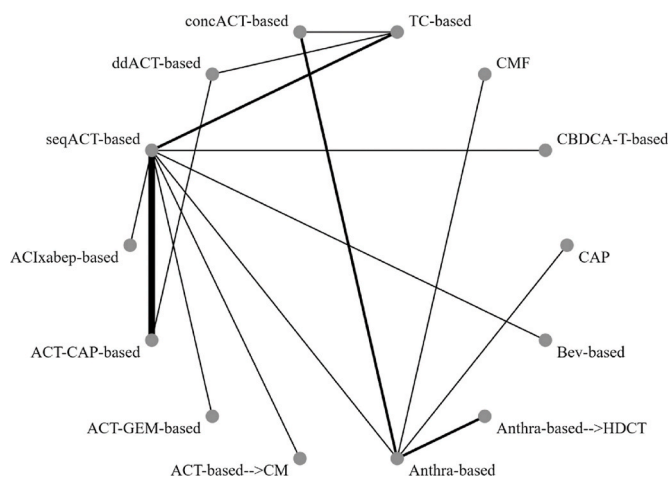 concACT-based
TC-based
ddACT-based
CMF
seqACT-based
CBDCA-T-based
ACIxabep-based
CAP
ACT-CAP-based
Bev-based
ACT-GEM-based
Anthra-based-->HDCT
ACT-based-->CM
Anthra-based